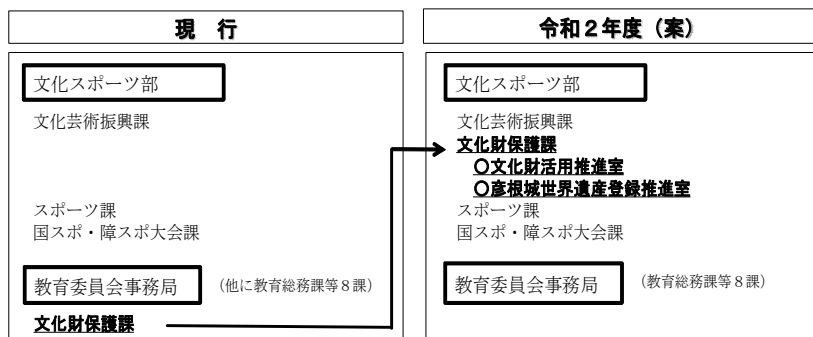 現　行
文化スポーツ部
文化芸術振興課
スポーツ課
国スポ・障スポ大会課
教育委員会事務局　（他に教育総務課等８課）
文化財保護課
令和２年度（案）
文化スポーツ部
文化芸術振興課
文化財保護課
〇文化財活用推進室
〇彦根城世界遺産登録推進室
スポーツ課
国スポ・障スポ大会課
教育委員会事務局　（教育総務課等８課）